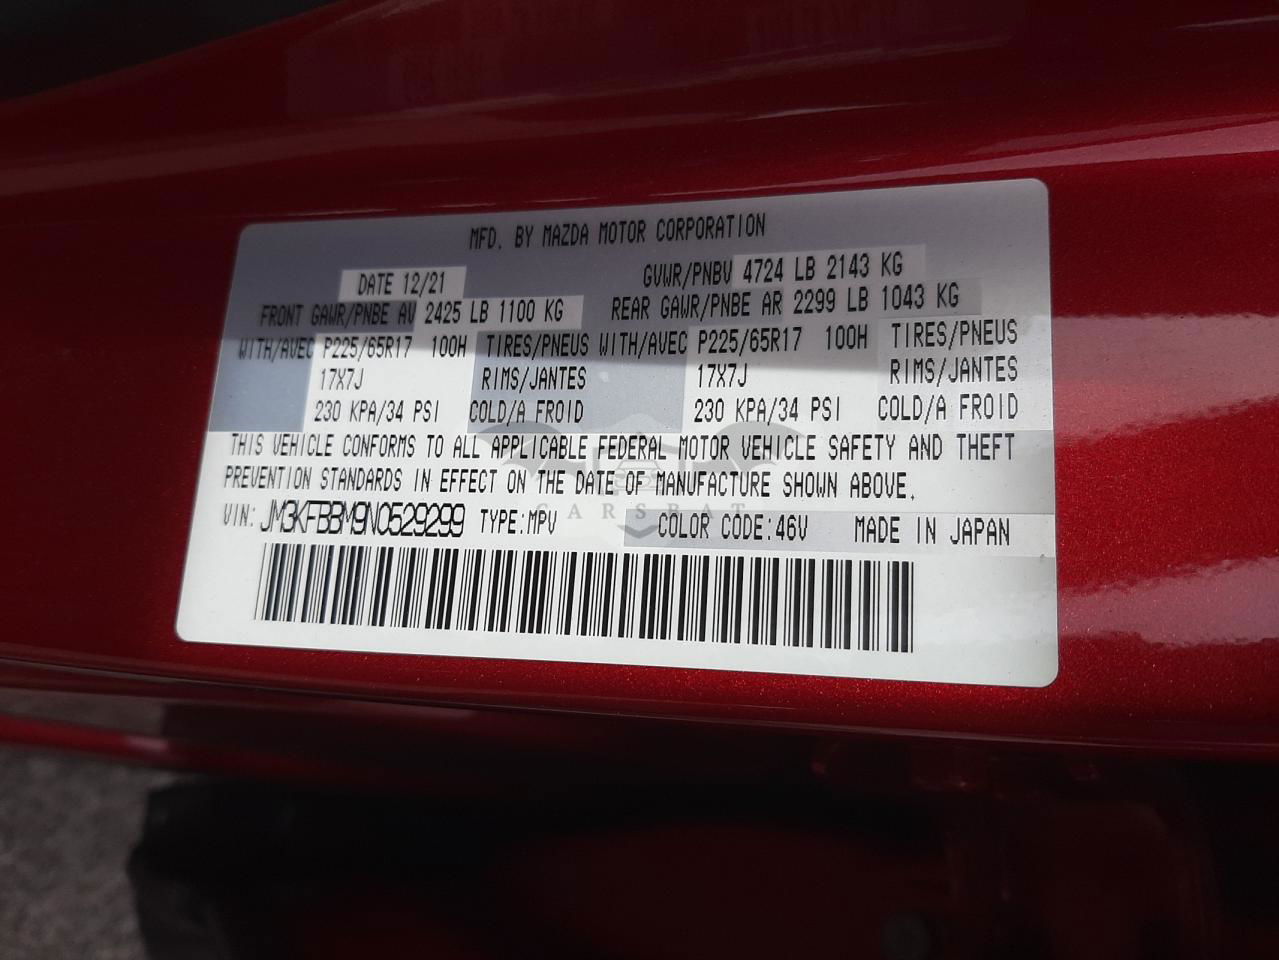 MFD. BY MAZDA MOTOR CORPORATION
DATE 12/21 GVWR/PNBV 4724 LB 2143 KG
FRONT GAWR/PNBE AV 2425 LB 1100 KG REAR GAWR/PNBE AR 2299 LB 1043 KG
WITH/AVEC P225/65R17 100H TIRES/PNEUS WITH/AVEC P225/65R17 100H TIRES/PNEUS
17X7J RIMS/JANTES 17X7J RIMS/JANTES
230 KPA/34 PSI COLD/A FROID 230 KPA/34 PSI COLD/A FROID
THIS VEHICLE CONFORMS TO ALL APPLICABLE FEDERAL MOTOR VEHICLE SAFETY AND THEFT
PREVENTION STANDARDS IN EFFECT ON THE DATE OF MANUFACTURE SHOWN ABOVE.
CARSBAT
VIN: JM3KFBBM9N0529299 TYPE:MPV COLOR CODE:46V MADE IN JAPAN